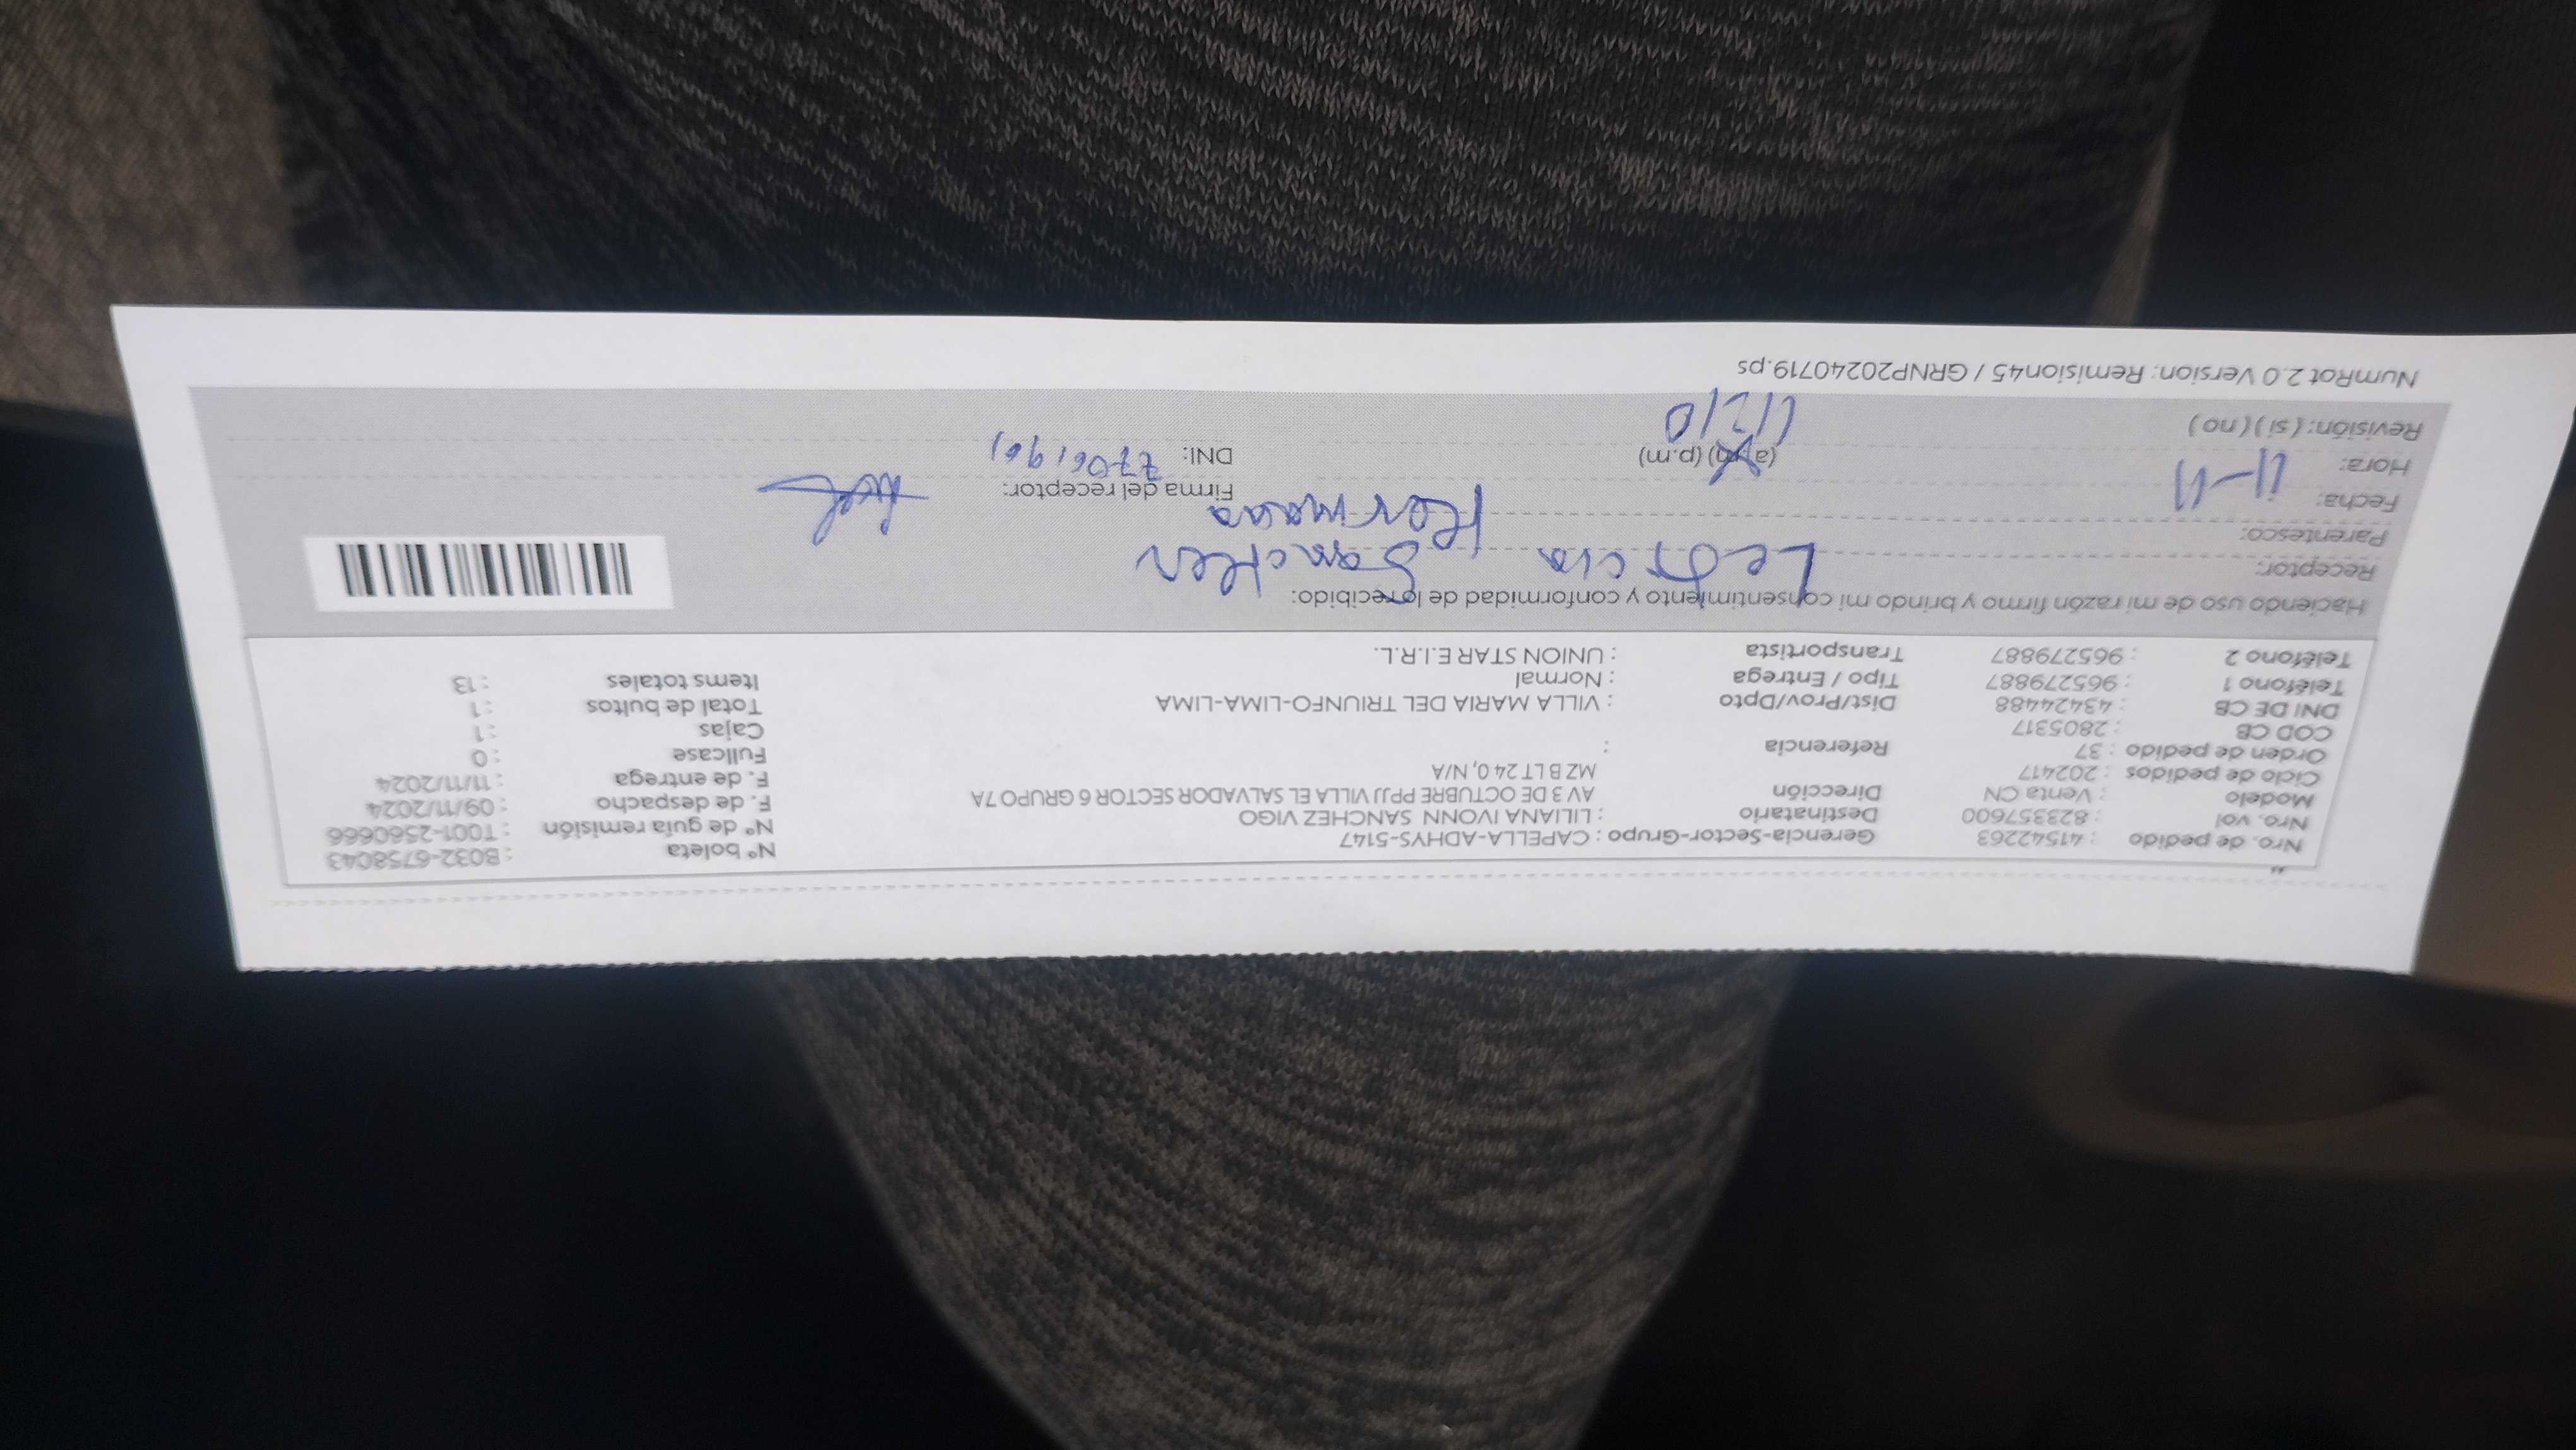 Nro. de pedido : 41542263 Gerencia-Sector-Grupo : CAPELLA-ADHYS-5147 N° boleta : B032-6758043
Nro. vol : 823357600 Destinatario : LILIANA IVONN SANCHEZ VIGO N° de guía remisión : T001-2560666
Modelo : Venta CN Dirección AV 3 DE OCTUBRE PPJJ VILLA EL SALVADOR SECTOR 6 GRUPO 7A F. de despacho : 09/11/2024
Ciclo de pedidos : 202417 MZ B LT 24 0, N/A F. de entrega : 11/11/2024
Orden de pedido : 37 Referencia : Fullcase : 0
COD CB : 2805317 Cajas : 1
DNI DE CB : 43424488 Dist/Prov/Dpto : VILLA MARIA DEL TRIUNFO-LIMA-LIMA Total de bultos : 1
Teléfono 1 : 965279887 Tipo / Entrega : Normal Items totales : 13
Teléfono 2 : 965279887 Transportista : UNION STAR E.I.R.L.
Haciendo uso de mi razón firmo y brindo mi consentimiento y conformidad de lo recibido:
Receptor: Leticia Sanchez
Parentesco: Hermana
Fecha: 11-11 Firma del receptor:
Hora: (a.m) (p.m) DNI:
Revisión: ( si ) ( no )
NumRot 2.0 Version: Remision45 / GRNP20240719.ps